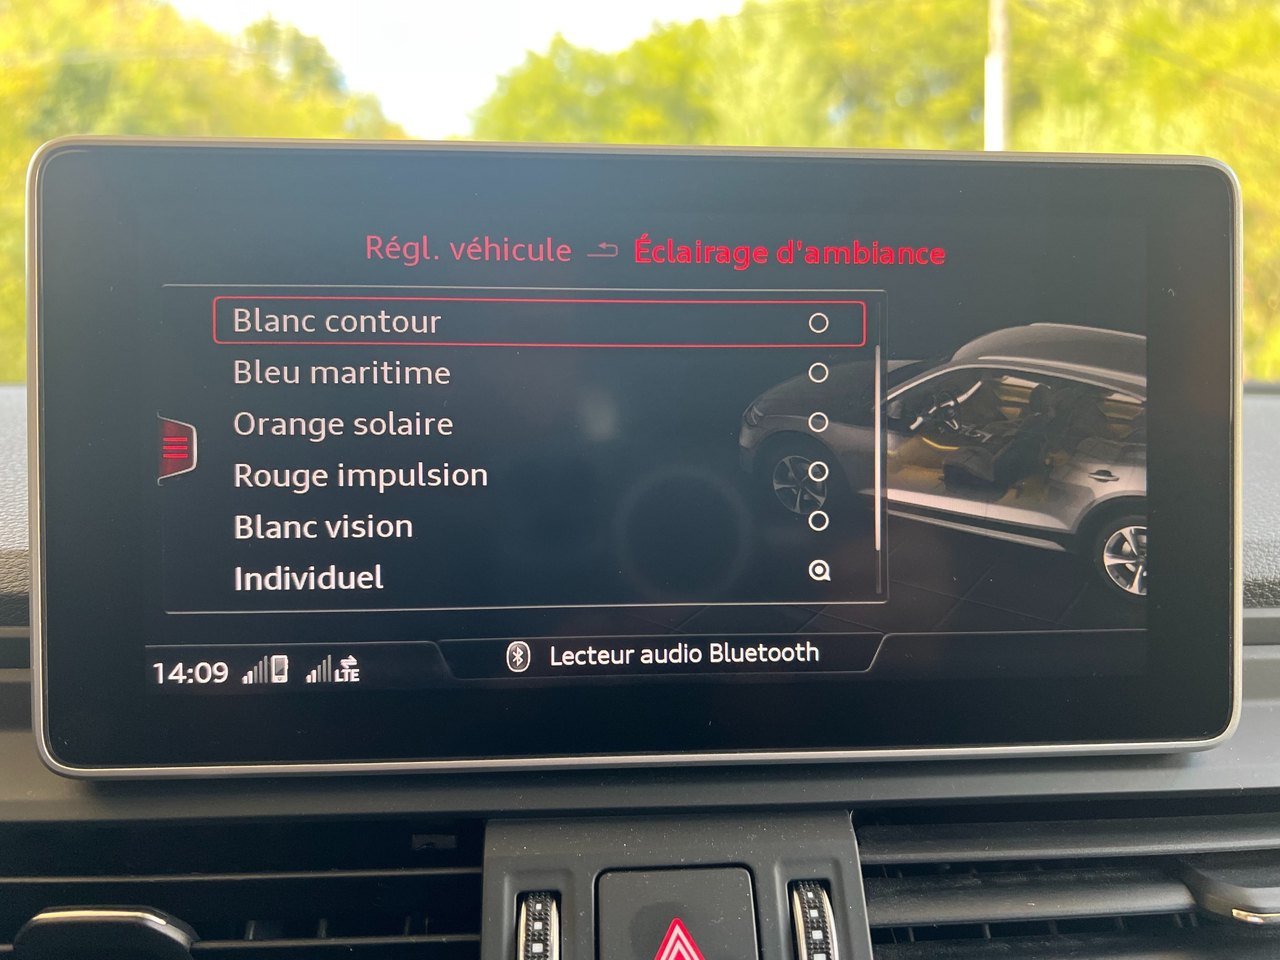 Régl. véhicule Éclairage d'ambiance
Blanc contour
Bleu maritime
Orange solaire
Rouge impulsion
Blanc vision
Individuel
14:09 LTE Lecteur audio Bluetooth